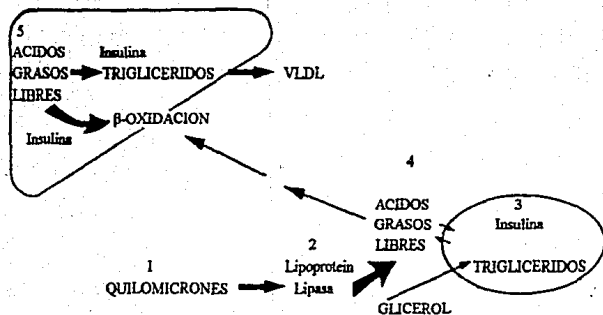 5
ACIDOS
GRASOS
LIBRES
Insulina
TRIGLICERIDOS
VLDL
Insulina
β-OXIDACION
4
ACIDOS
GRASOS
LIBRES
3
Insulina
TRIGLICERIDOS
2
Lipoprotein
Lipasa
1
QUILOMICRONES
GLICEROL